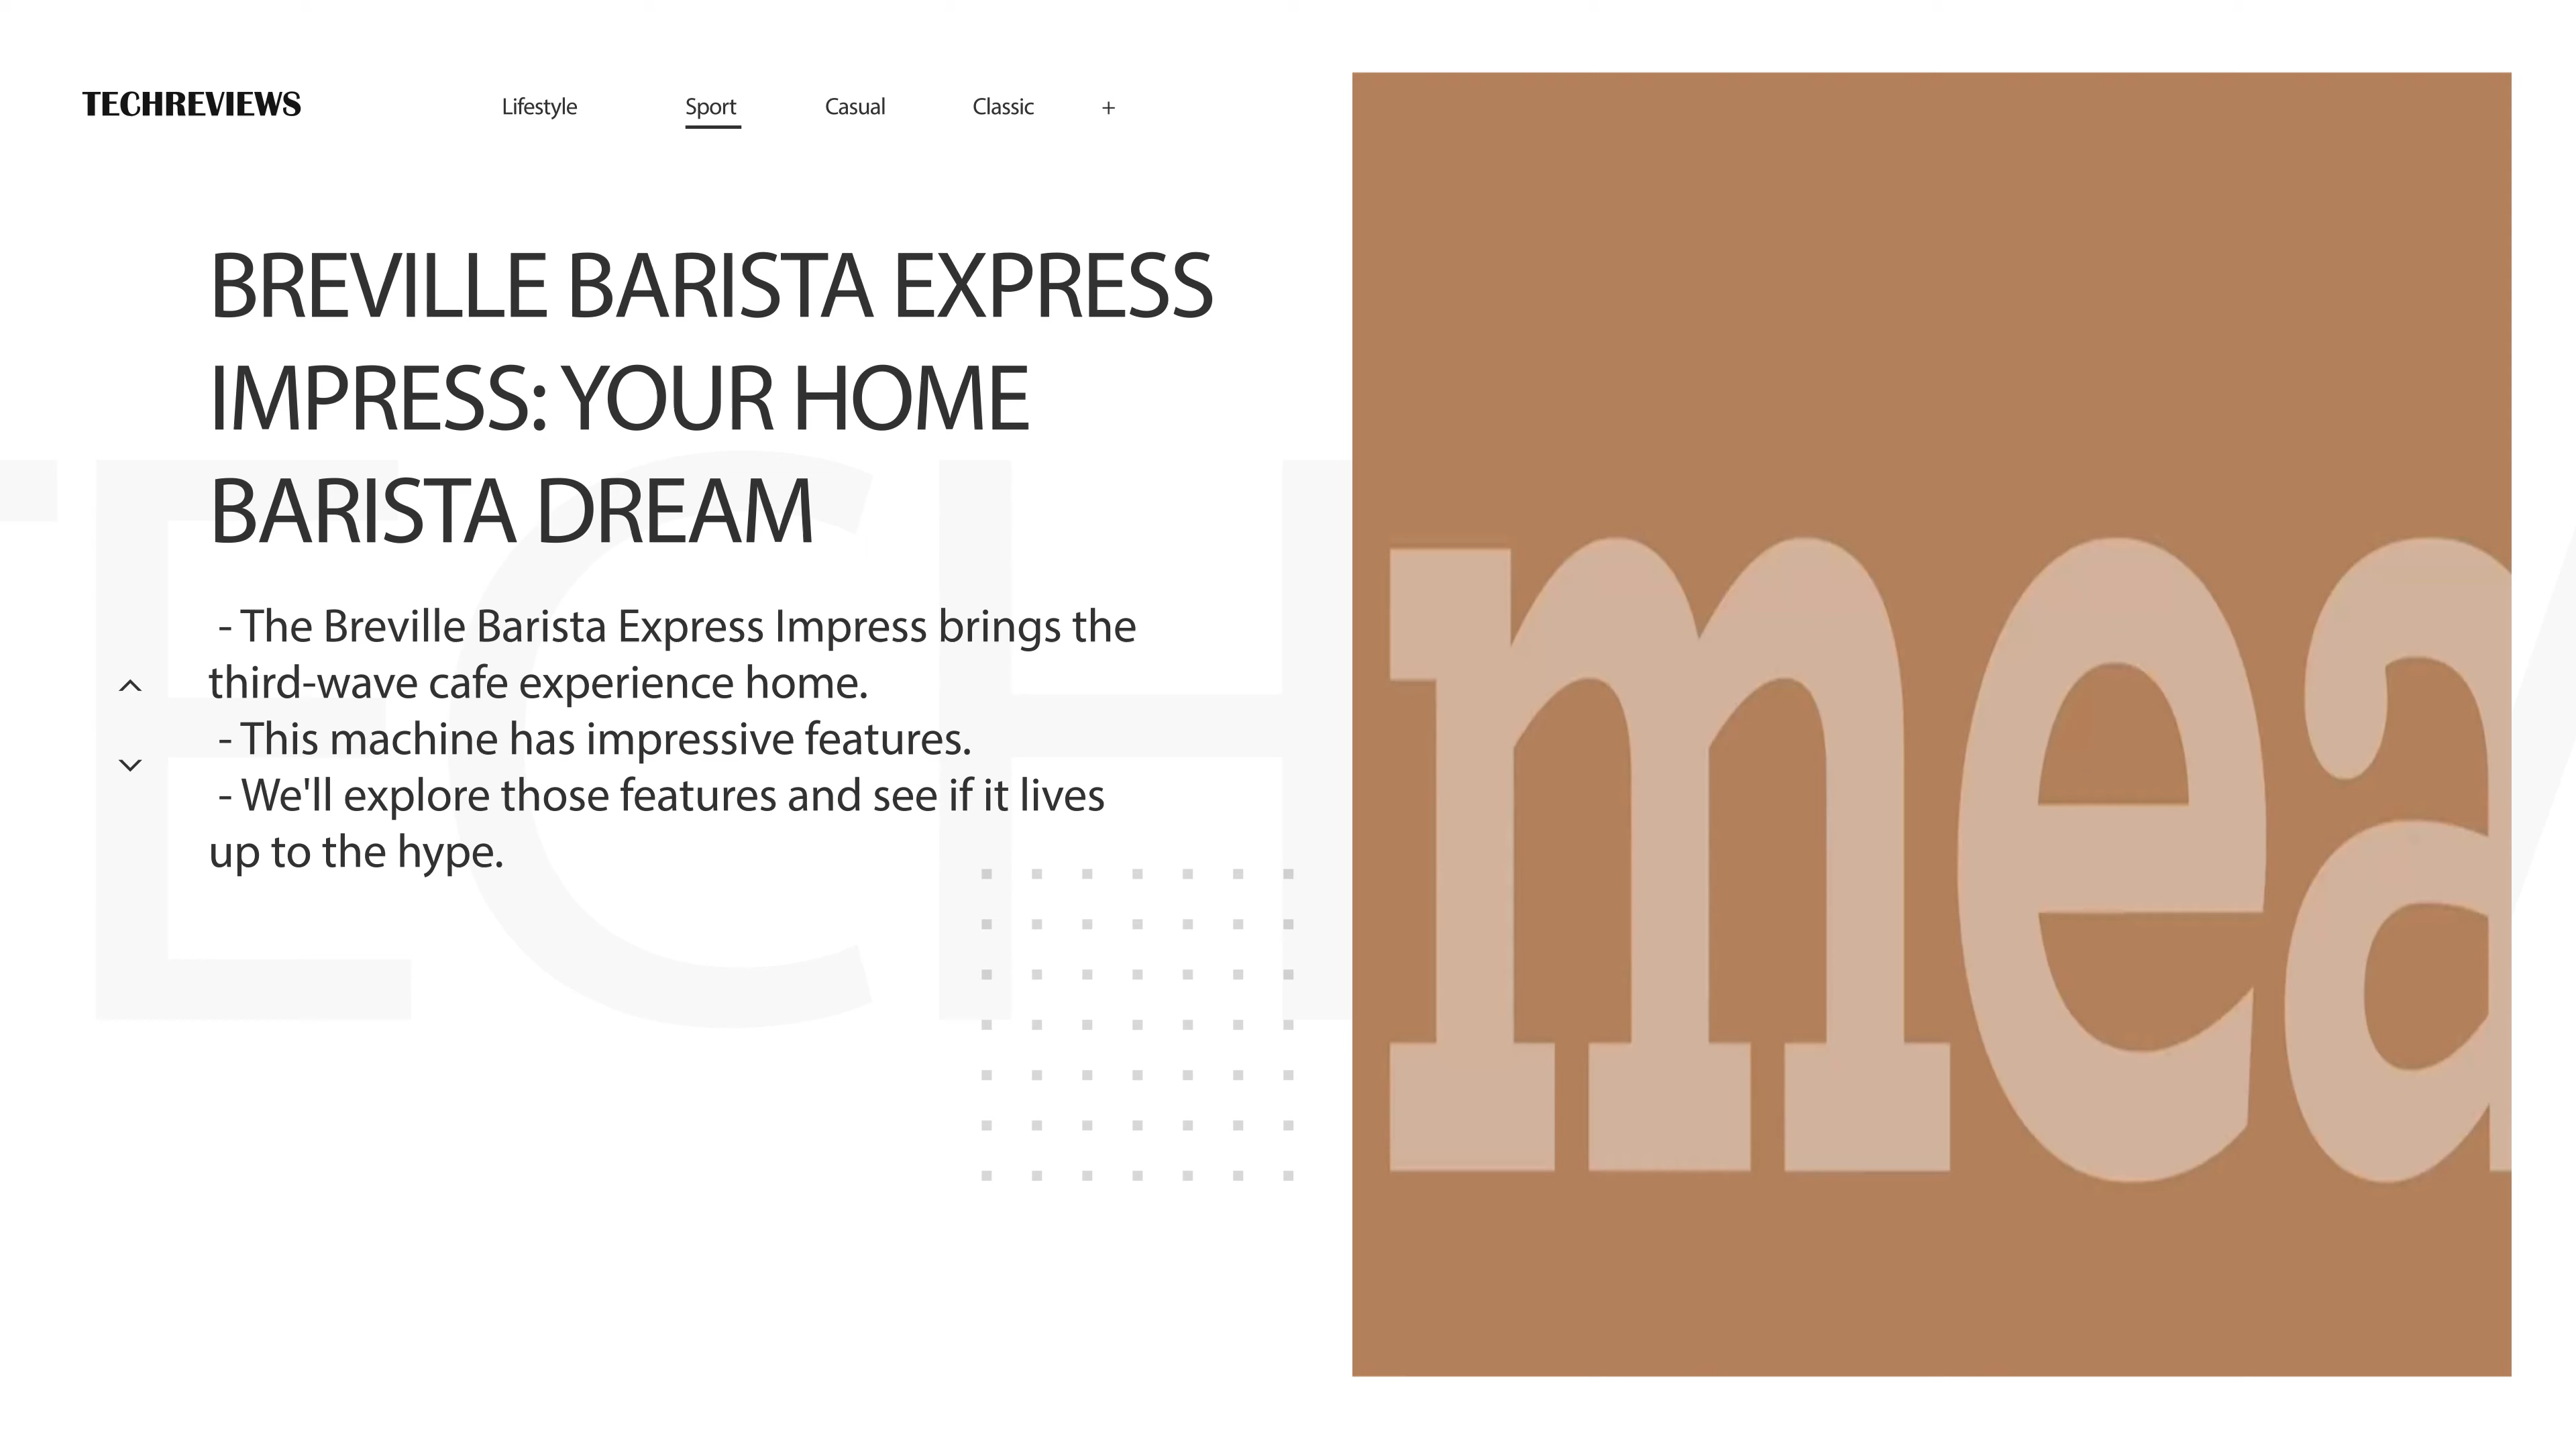 TECHREVIEWS
Lifestyle Sport Casual Classic +
BREVILLE BARISTA EXPRESS
IMPRESS: YOUR HOME
BARISTA DREAM
- The Breville Barista Express Impress brings the
third-wave cafe experience home.
- This machine has impressive features.
- We'll explore those features and see if it lives
up to the hype.
TECH
mea